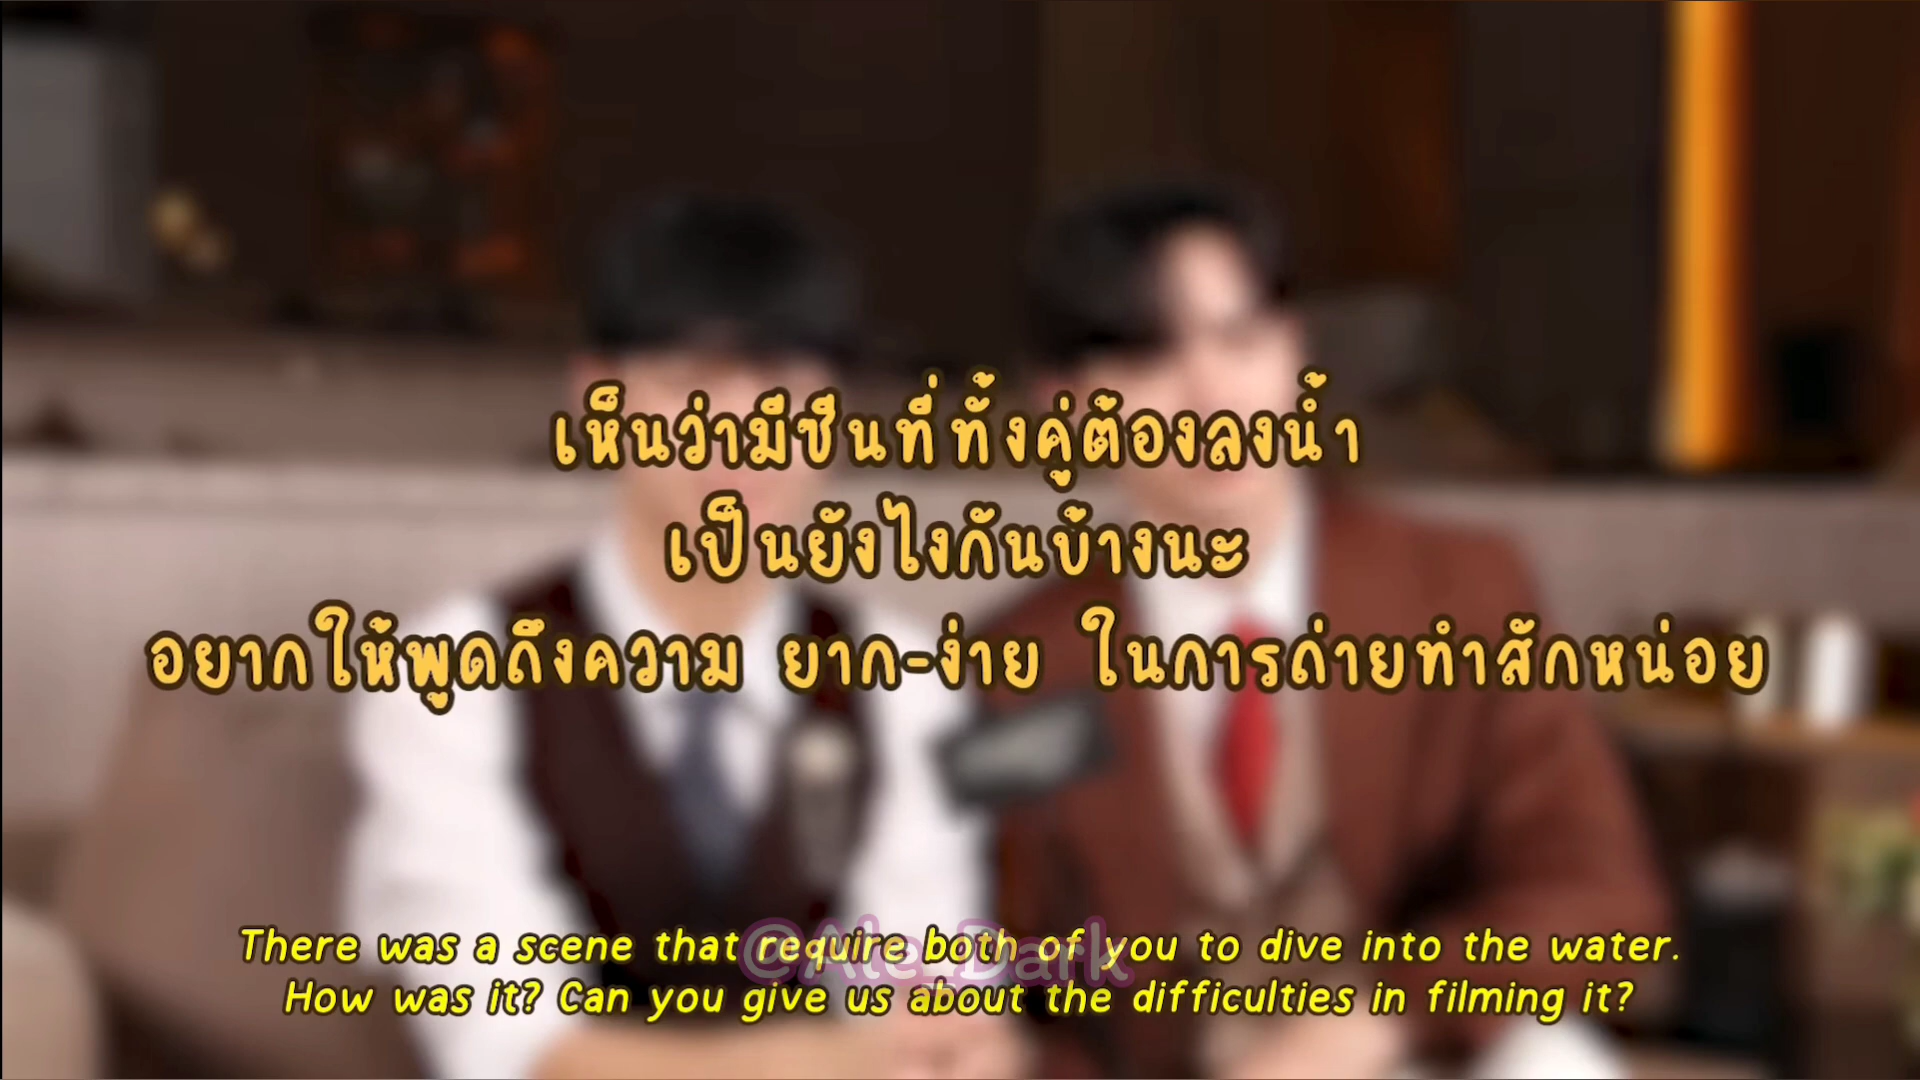 เห็นว่ามีซีนที่ทั้งคู่ต้องลงน้ำ
เป็นยังไงกันบ้างนะ
อยากให้พูดถึงความ ยาก-ง่าย ในการถ่ายทำสักหน่อย
There was a scene that require both of you to dive into the water.
@Ale_Dark
How was it? Can you give us about the difficulties in filming it?